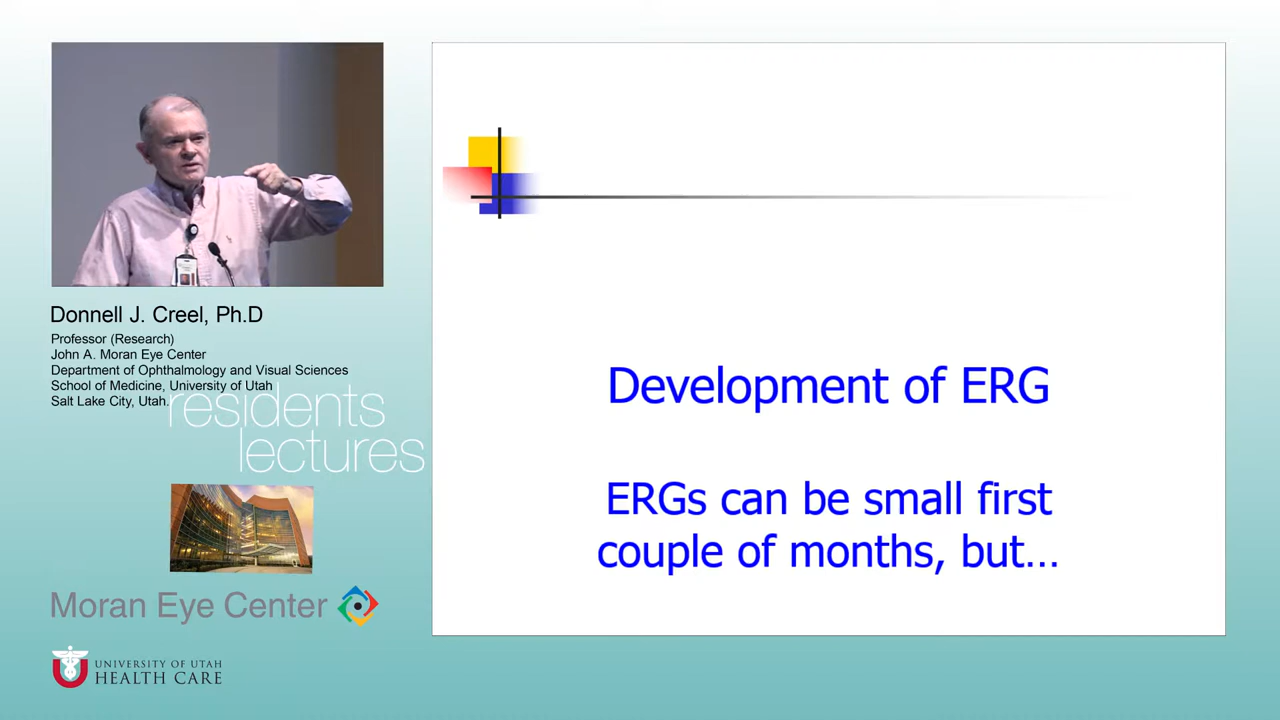 Donnell J. Creel, Ph.D
Professor (Research)
John A. Moran Eye Center
Department of Ophthalmology and Visual Sciences
School of Medicine, University of Utah
Salt Lake City, Utah.
residents
lectures
Moran Eye Center
UNIVERSITY OF UTAH
HEALTH CARE
Development of ERG
ERGs can be small first
couple of months, but...